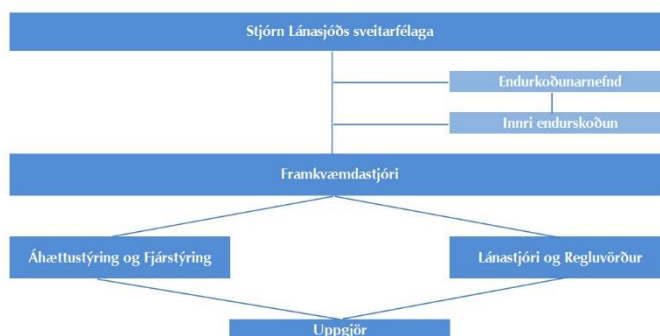 Stjórn Lánasjóðs sveitarfélaga
Endurkoðunarnefnd
Innri endurskoðun
Framkvæmdastjóri
Áhættustýring og Fjárstýring
Lánastjóri og Regluvörður
Uppgjör